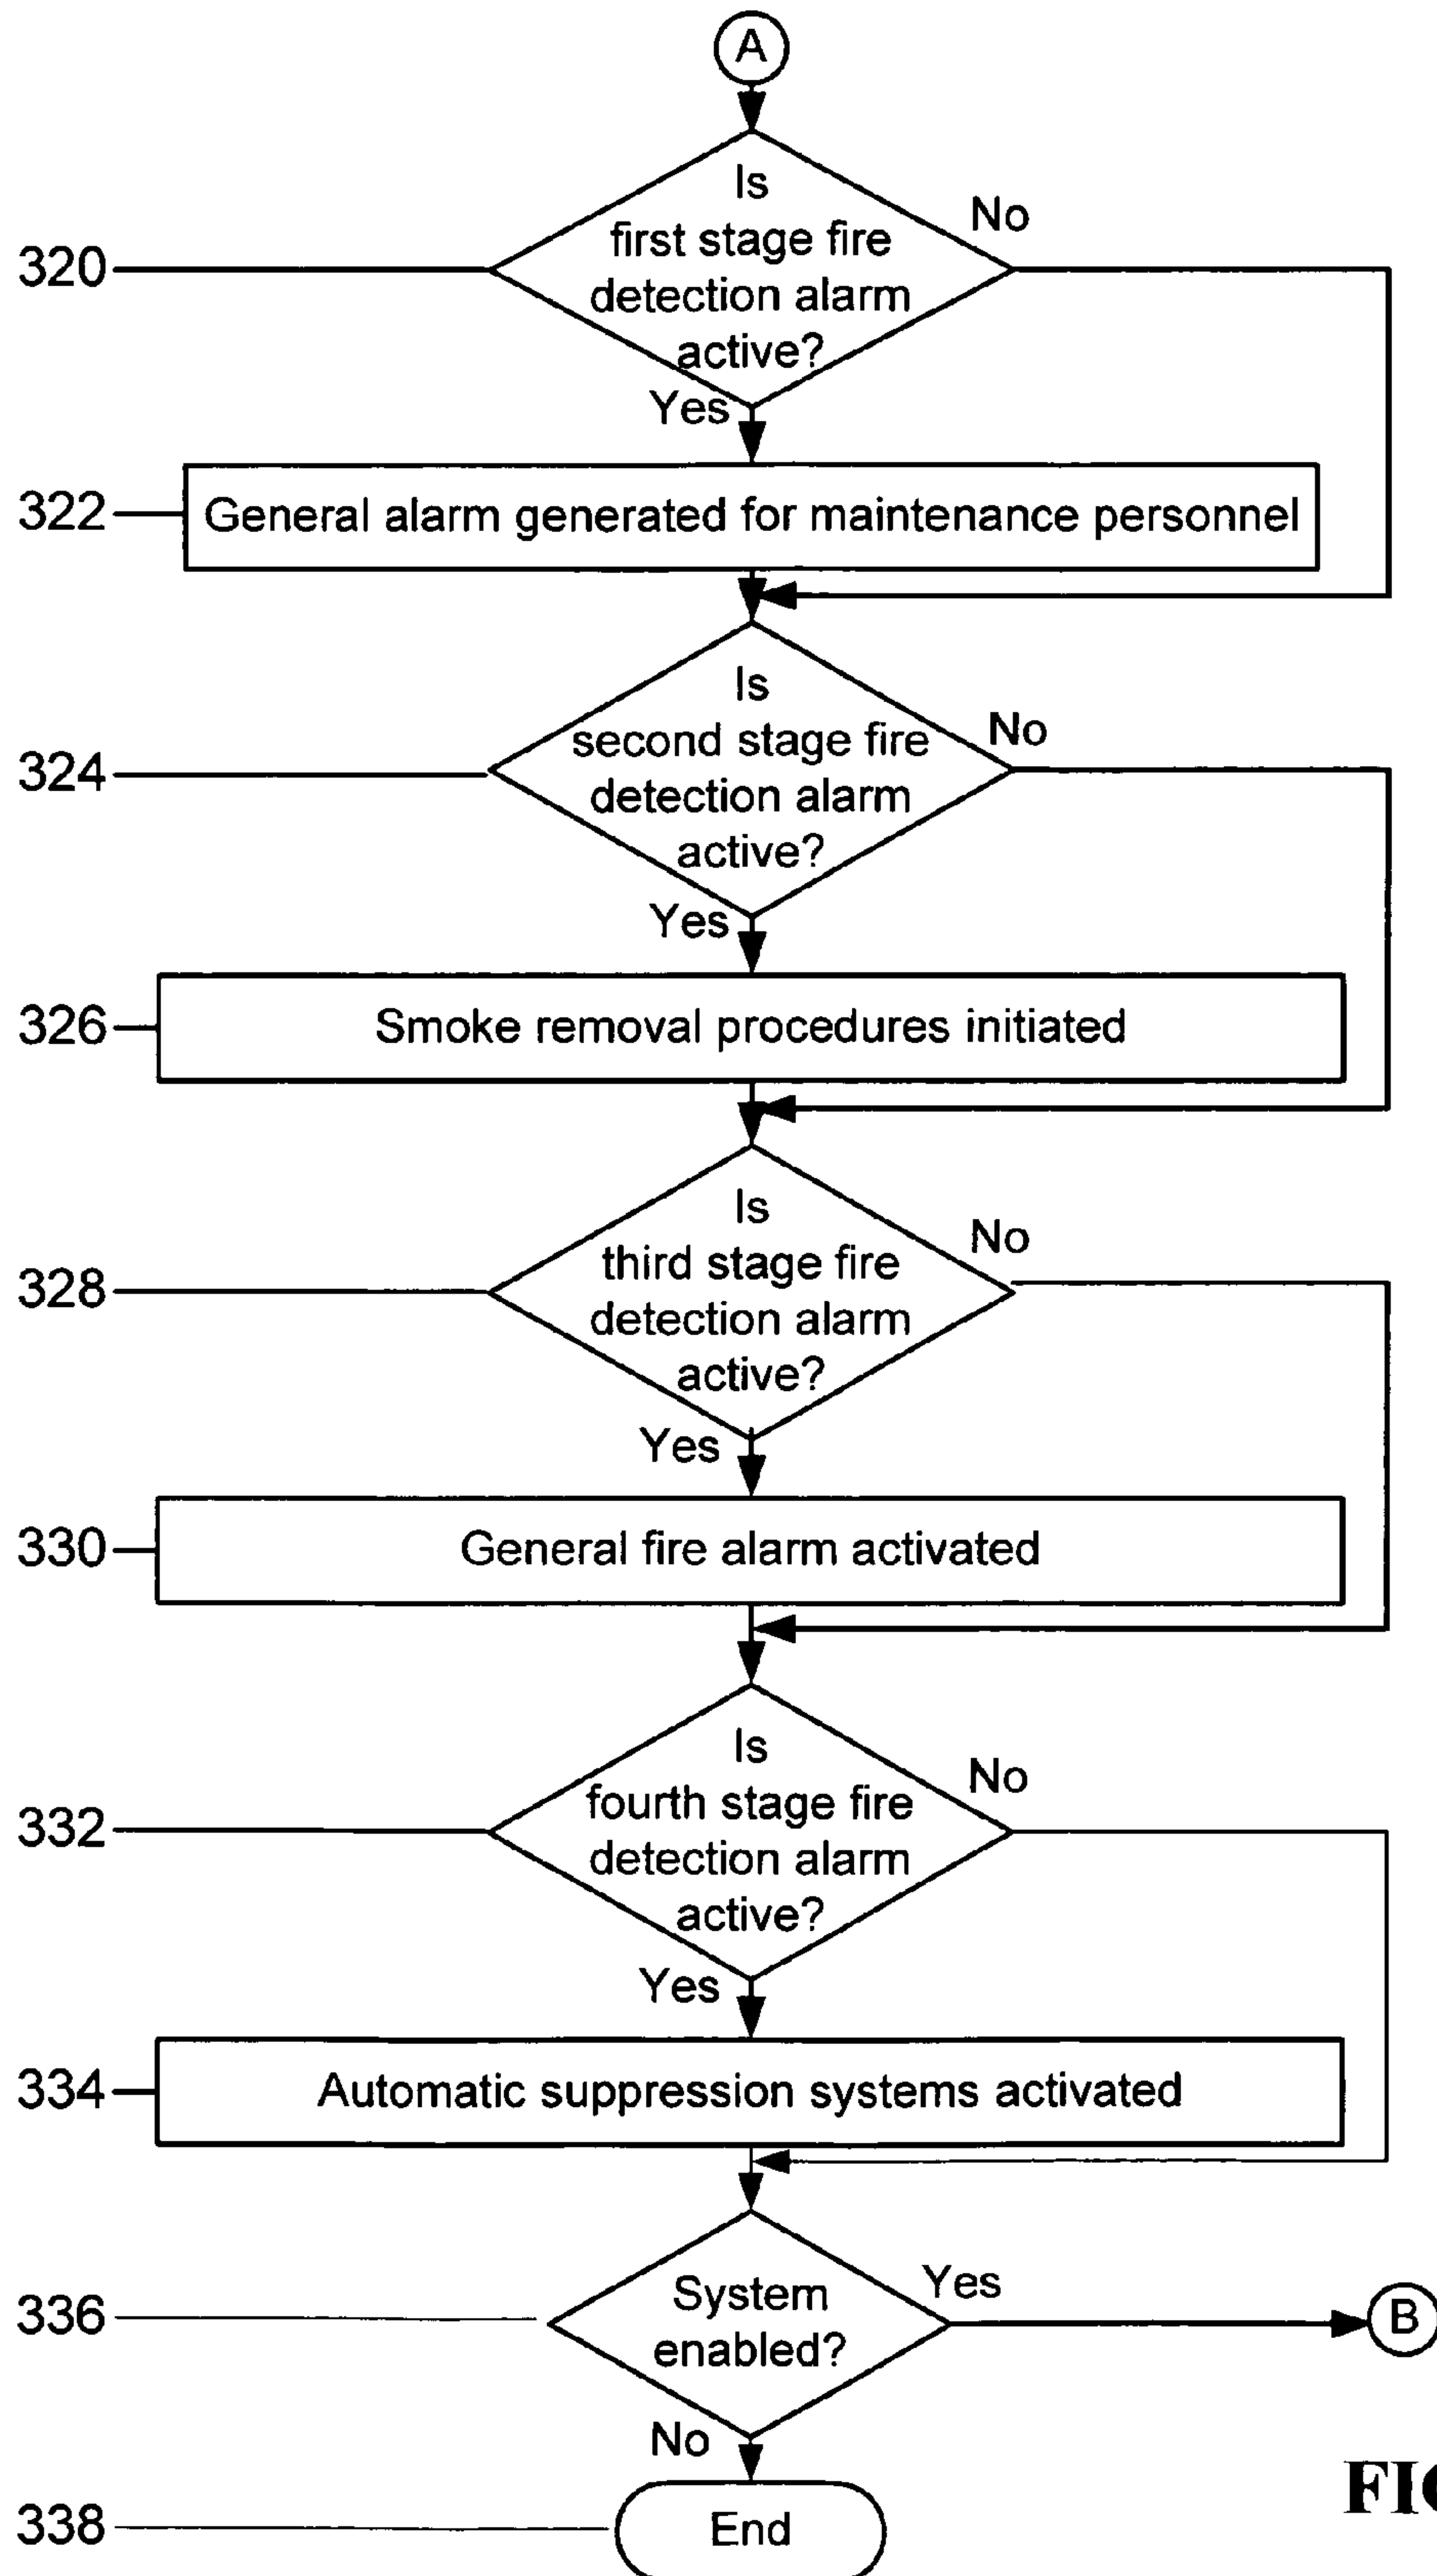 A
Is
first stage fire
detection alarm
active?
No
320
Yes
322
General alarm generated for maintenance personnel
Is
second stage fire
detection alarm
active?
No
324
Yes
326
Smoke removal procedures initiated
Is
third stage fire
detection alarm
active?
No
328
Yes
330
General fire alarm activated
Is
fourth stage fire
detection alarm
active?
No
332
Yes
334
Automatic suppression systems activated
336
System
enabled?
Yes
B
No
338
End